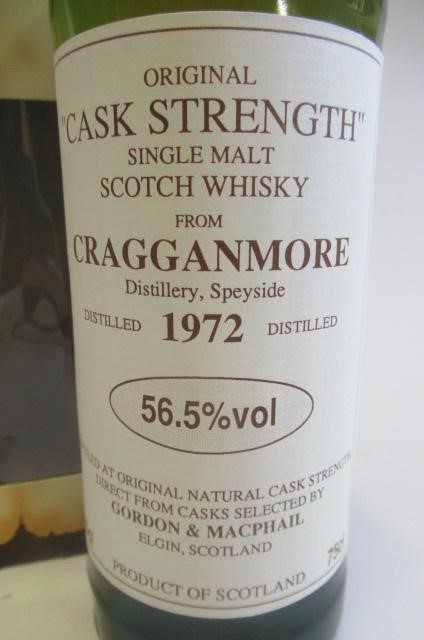 ORIGINAL
"CASK STRENGTH"
SINGLE MALT
SCOTCH WHISKY
FROM
CRAGGANMORE
Distillery, Speyside
DISTILLED 1972 DISTILLED
56.5%vol
AT ORIGINAL NATURAL CASK STRENGTH
DIRECT FROM CASKS SELECTED BY
GORDON & MACPHAIL
ELGIN, SCOTLAND
PRODUCT OF SCOTLAND